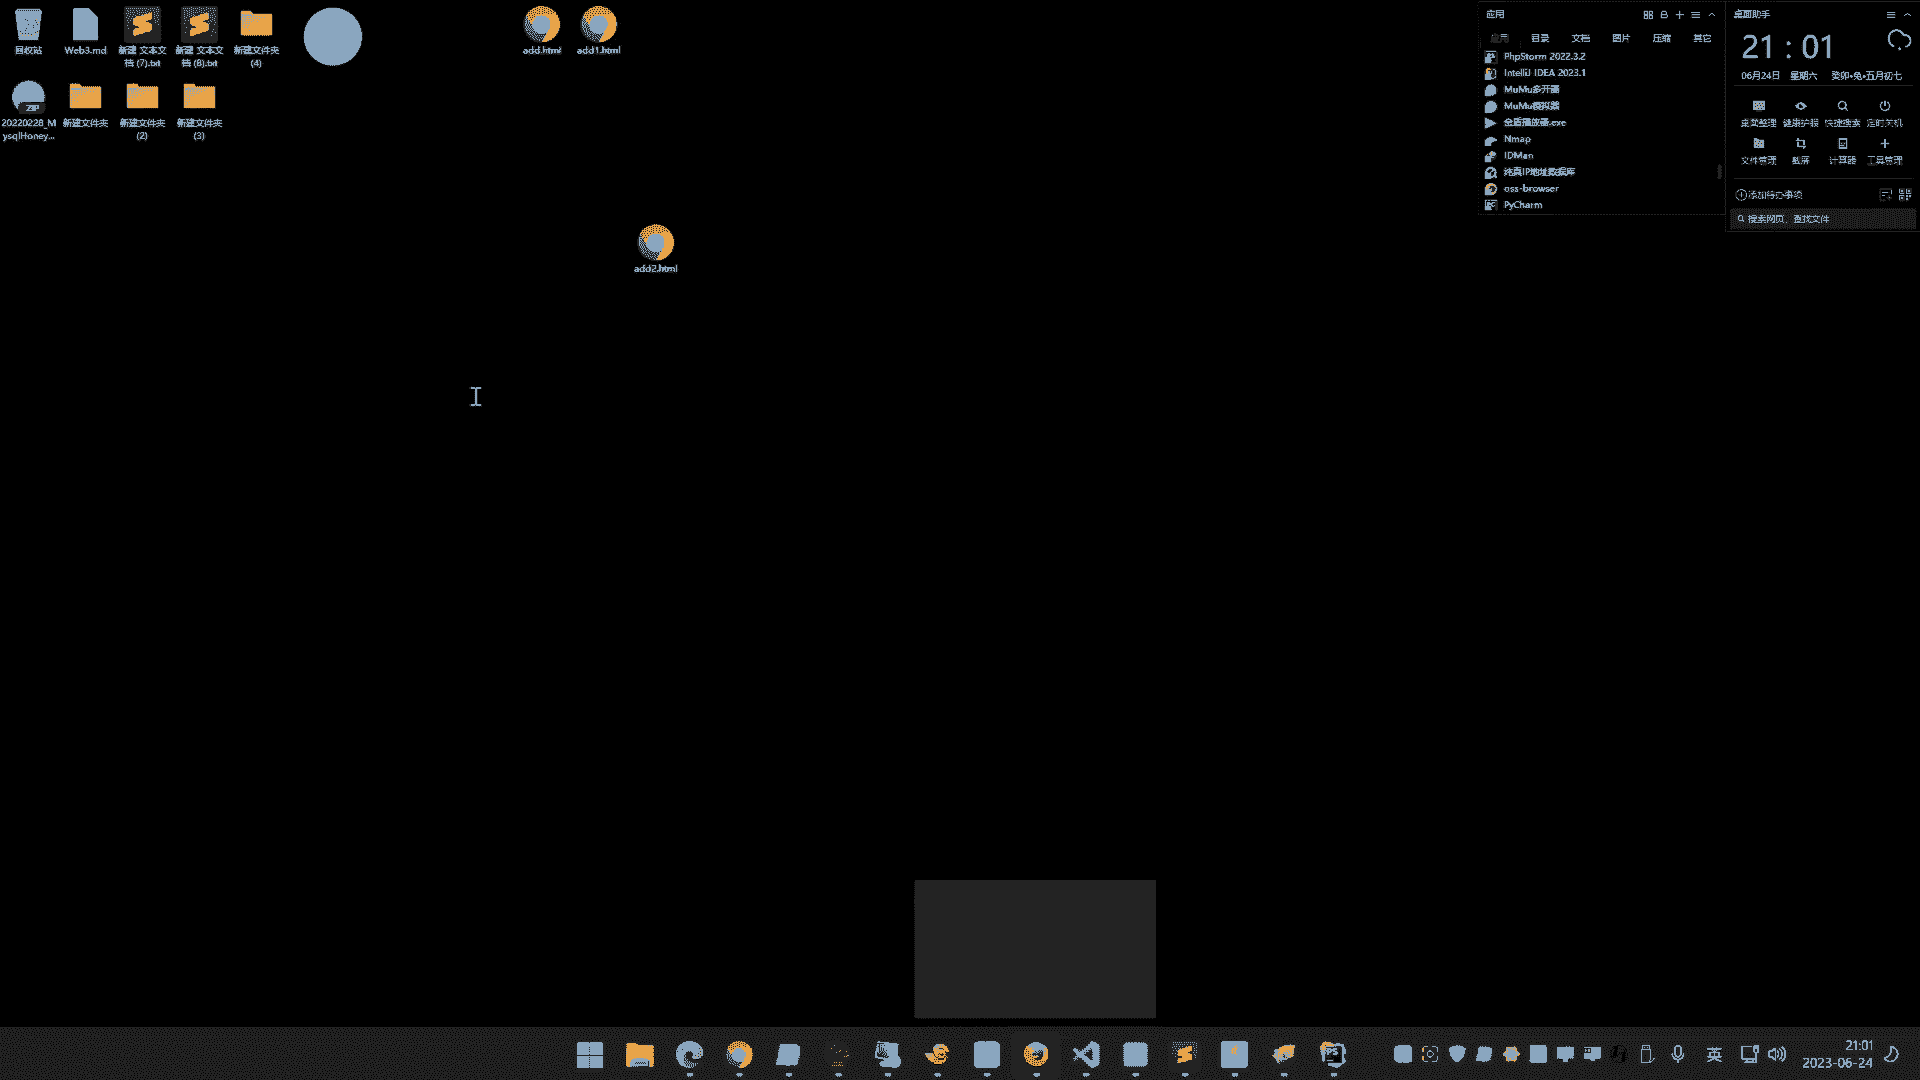 回收站
Web3.md
新建 文本文
档 (7).txt
新建 文本文
档 (8).txt
新建文件夹
(4)
add.html
add1.html
20220228_M
ysqlHoney...
新建文件夹
新建文件夹
(2)
新建文件夹
(3)
add2.html
应用
应用 目录 文档 图片 压缩 其它
PhpStorm 2022.3.2
IntelliJ IDEA 2023.1
MuMu多开器
MuMu模拟器
金盾播放器.exe
Nmap
IDMan
纯真IP地址数据库
oss-browser
PyCharm
桌面助手
21 : 01
06月24日 星期六 癸卯•兔•五月初七
桌面整理 健康护眼 快捷搜索 定时关机
文件管理 截屏 计算器 工具管理
添加待办事项
搜索网页、查找文件
ZIP
PS
英
21:01
2023-06-24